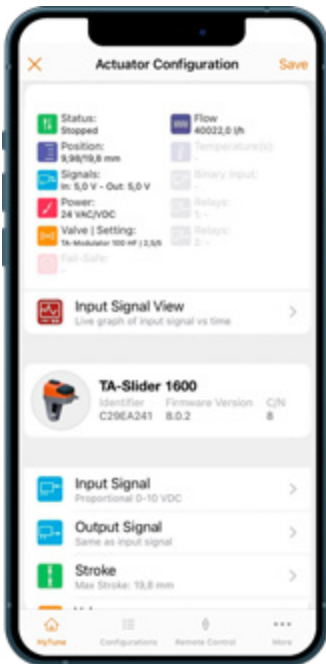 Actuator Configuration
Save
Status:
Stopped
Flow
40022,0 l/h
Position:
9,98/19,8 mm
Temperature(s):
-
Signals:
In: 5,0 V - Out: 5,0 V
Binary Input:
-
Power:
24 VAC/VDC
Relays:
1: -
Valve | Setting:
TA-Modulator 100 HF | 2,5/5
Relays:
2: -
Fail-Safe:
-
Input Signal View
Live graph of input signal vs time
TA-Slider 1600
Identifier Firmware Version C/N
C29EA241 8.0.2 8
Input Signal
Proportional 0-10 VDC
Output Signal
Same as input signal
Stroke
Max Stroke: 19,8 mm
HyTune
Configurations
Remote Control
More